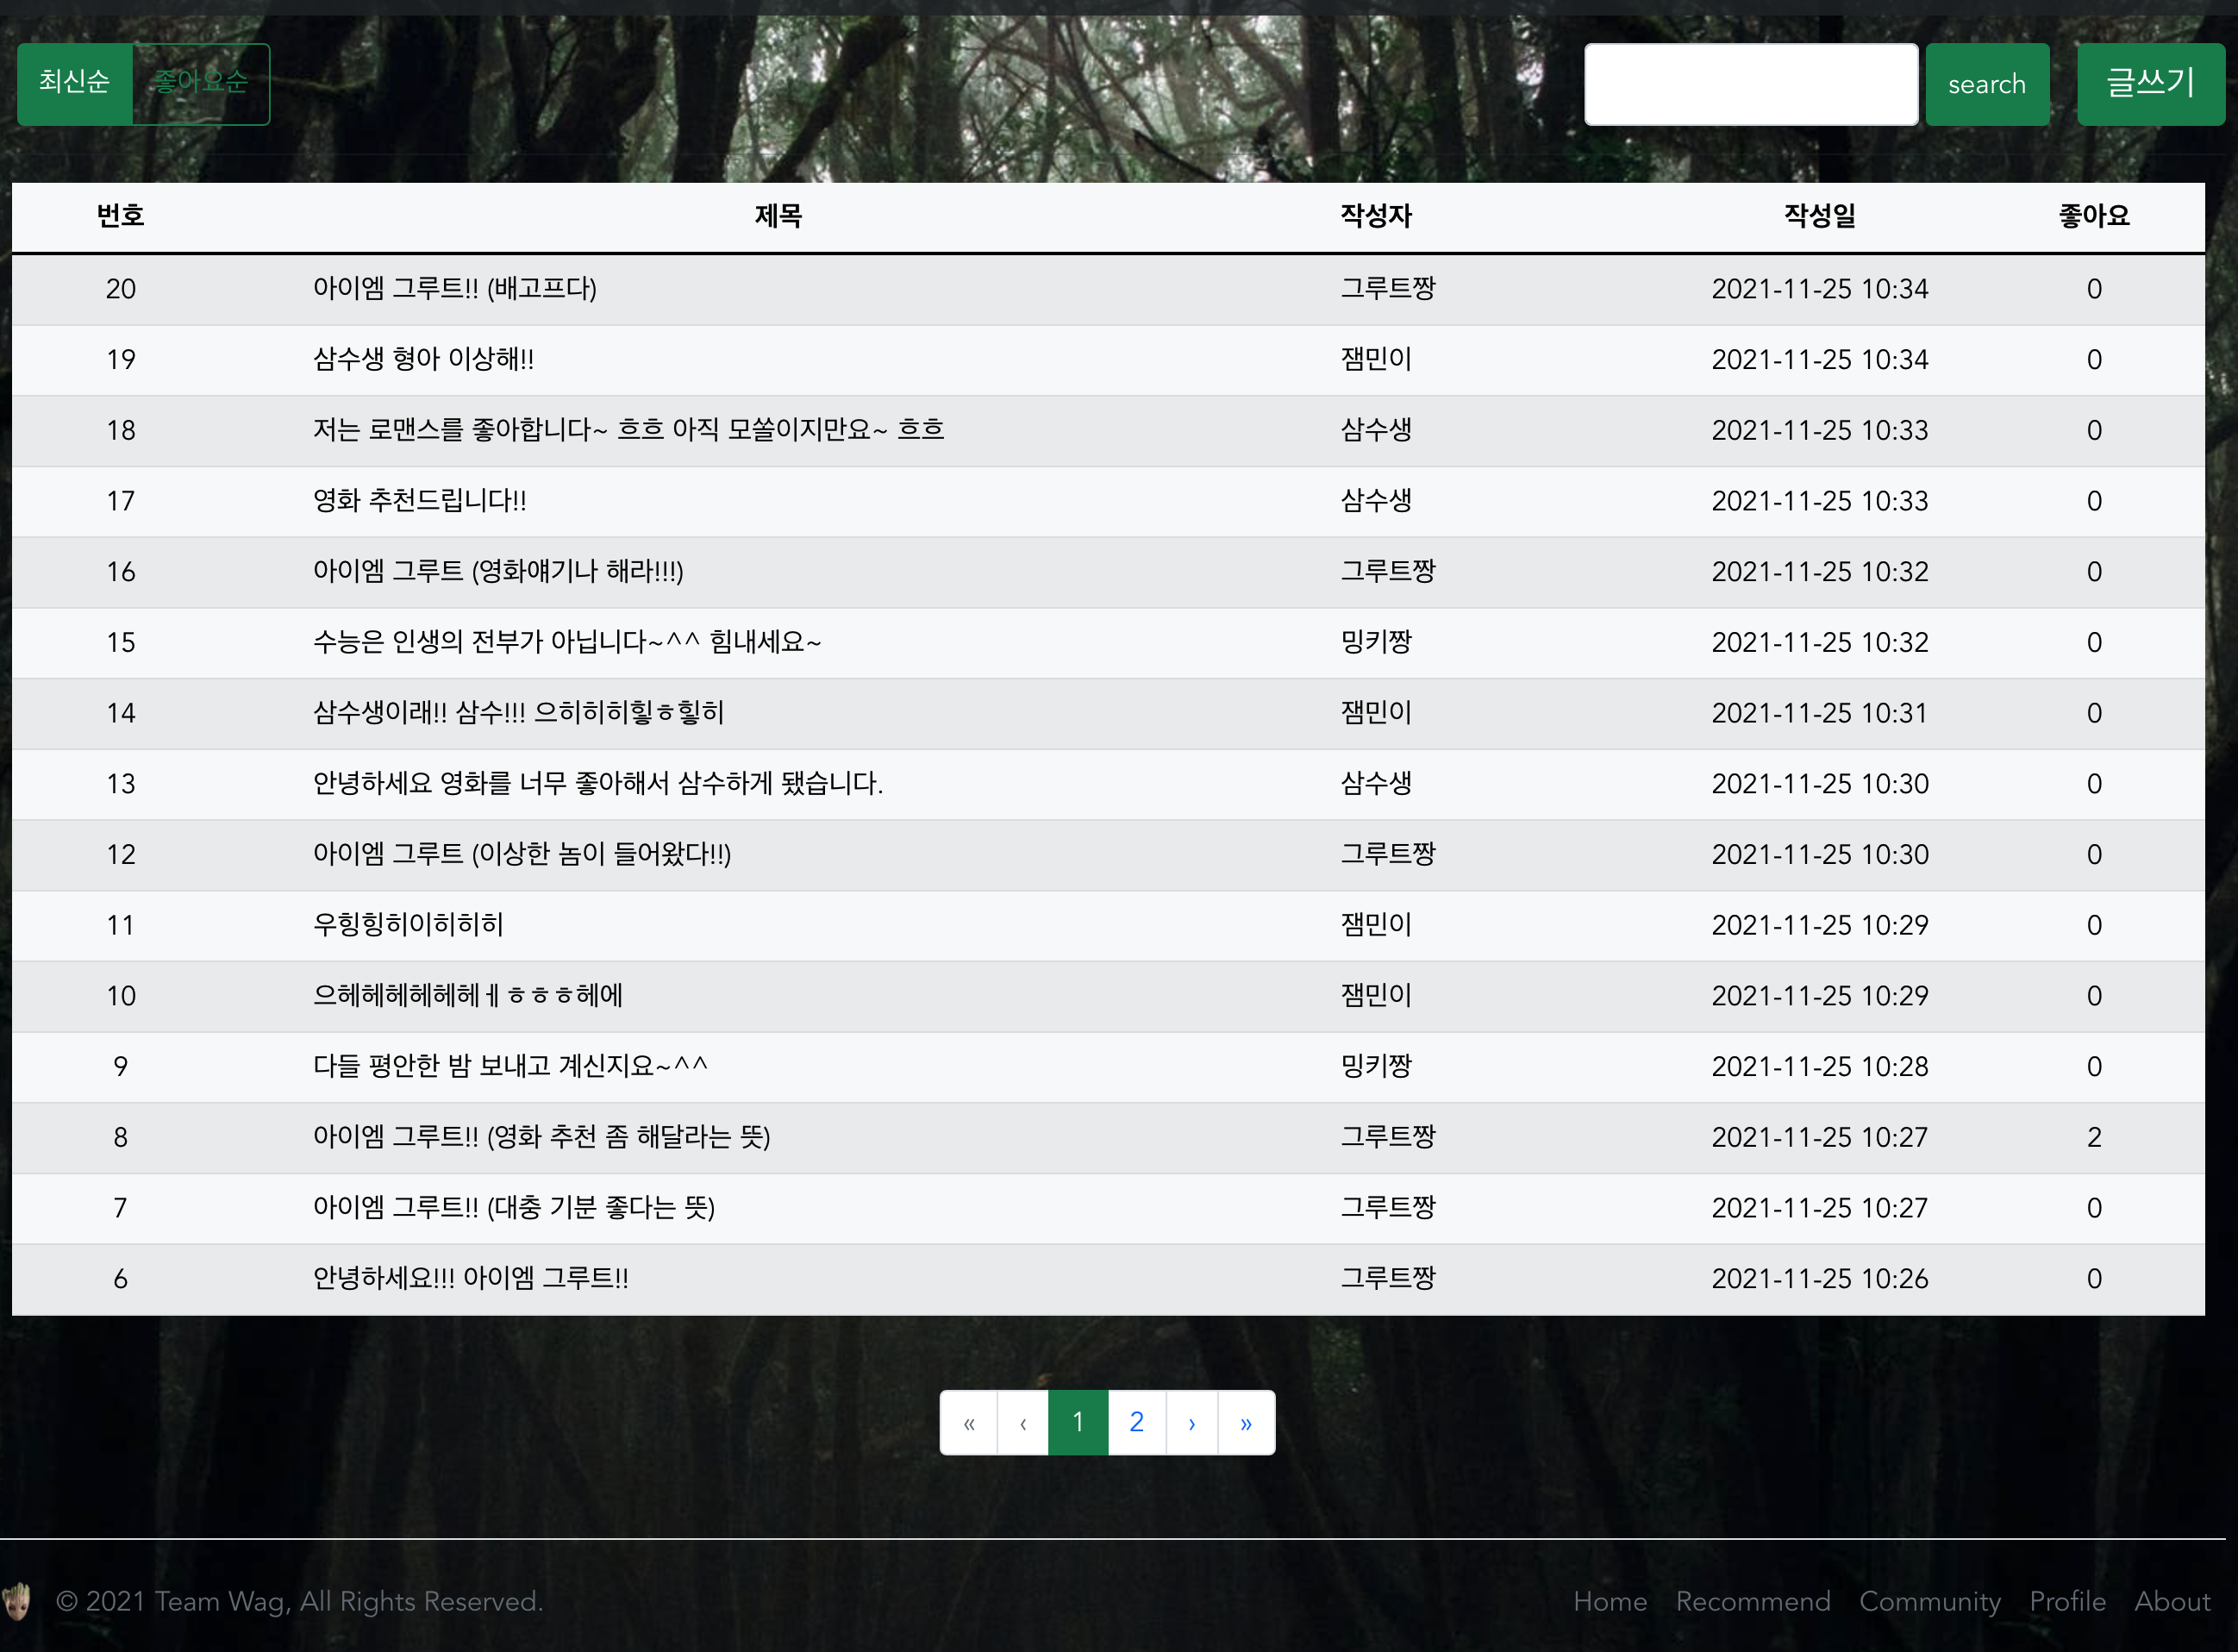 최신순 좋아요순 search 글쓰기
번호 제목 작성자 작성일 좋아요
20 아이엠 그루트!! (배고프다) 그루트짱 2021-11-25 10:34 0
19 삼수생 형아 이상해!! 잼민이 2021-11-25 10:34 0
18 저는 로맨스를 좋아합니다~ 흐흐 아직 모쏠이지만요~ 흐흐 삼수생 2021-11-25 10:33 0
17 영화 추천드립니다!! 삼수생 2021-11-25 10:33 0
16 아이엠 그루트 (영화얘기나 해라!!!) 그루트짱 2021-11-25 10:32 0
15 수능은 인생의 전부가 아닙니다~^^ 힘내세요~ 밍키짱 2021-11-25 10:32 0
14 삼수생이래!! 삼수!!! 으히히히힣ㅎ힣히 잼민이 2021-11-25 10:31 0
13 안녕하세요 영화를 너무 좋아해서 삼수하게 됐습니다. 삼수생 2021-11-25 10:30 0
12 아이엠 그루트 (이상한 놈이 들어왔다!!) 그루트짱 2021-11-25 10:30 0
11 우힝힝히이히히히 잼민이 2021-11-25 10:29 0
10 으헤헤헤헤헤헤ㅔㅎㅎㅎ헤에 잼민이 2021-11-25 10:29 0
9 다들 평안한 밤 보내고 계신지요~^^ 밍키짱 2021-11-25 10:28 0
8 아이엠 그루트!! (영화 추천 좀 해달라는 뜻) 그루트짱 2021-11-25 10:27 2
7 아이엠 그루트!! (대충 기분 좋다는 뜻) 그루트짱 2021-11-25 10:27 0
6 안녕하세요!!! 아이엠 그루트!! 그루트짱 2021-11-25 10:26 0
« ‹ 1 2 › »
© 2021 Team Wag, All Rights Reserved. Home Recommend Community Profile About